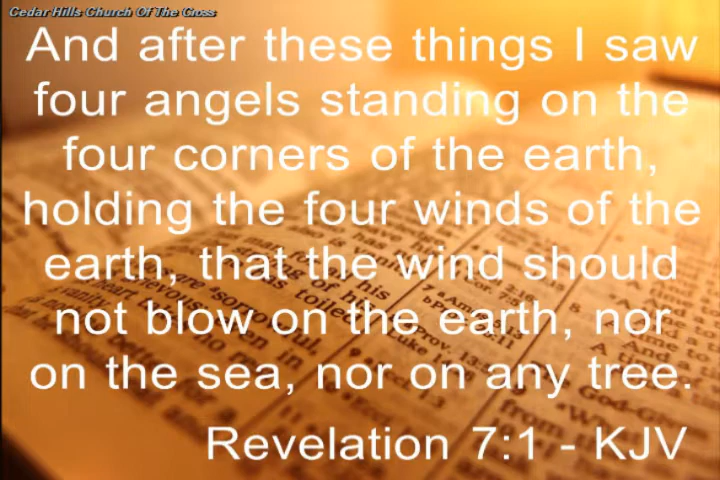 Cedar Hills Church Of The Cross
And after these things I saw
four angels standing on the
four corners of the earth,
holding the four winds of the
earth, that the wind should
not blow on the earth, nor
on the sea, nor on any tree.
Revelation 7:1 - KJV